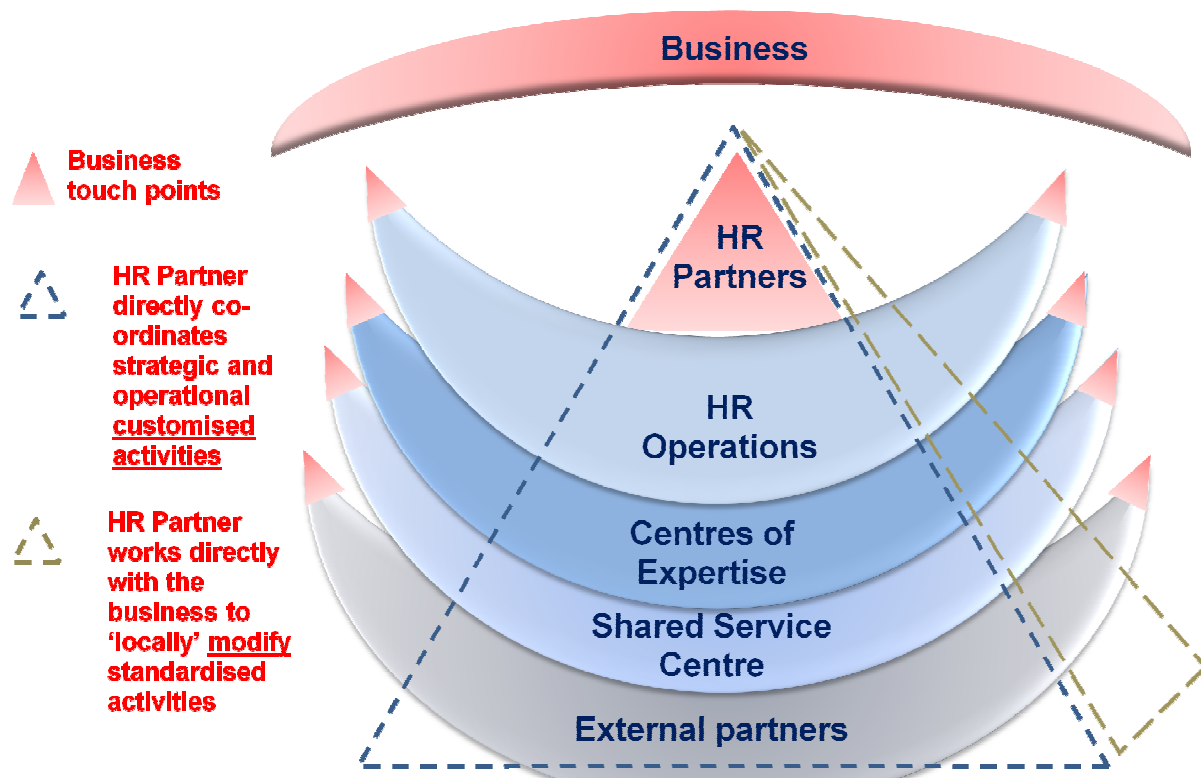 Business
Business
touch points
HR Partner
directly co-
ordinates
strategic and
operational
customised
activities
HR Partner
works directly
with the
business to
‘locally’ modify
standardised
activities
HR
Partners
HR
Operations
Centres of
Expertise
Shared Service
Centre
External partners